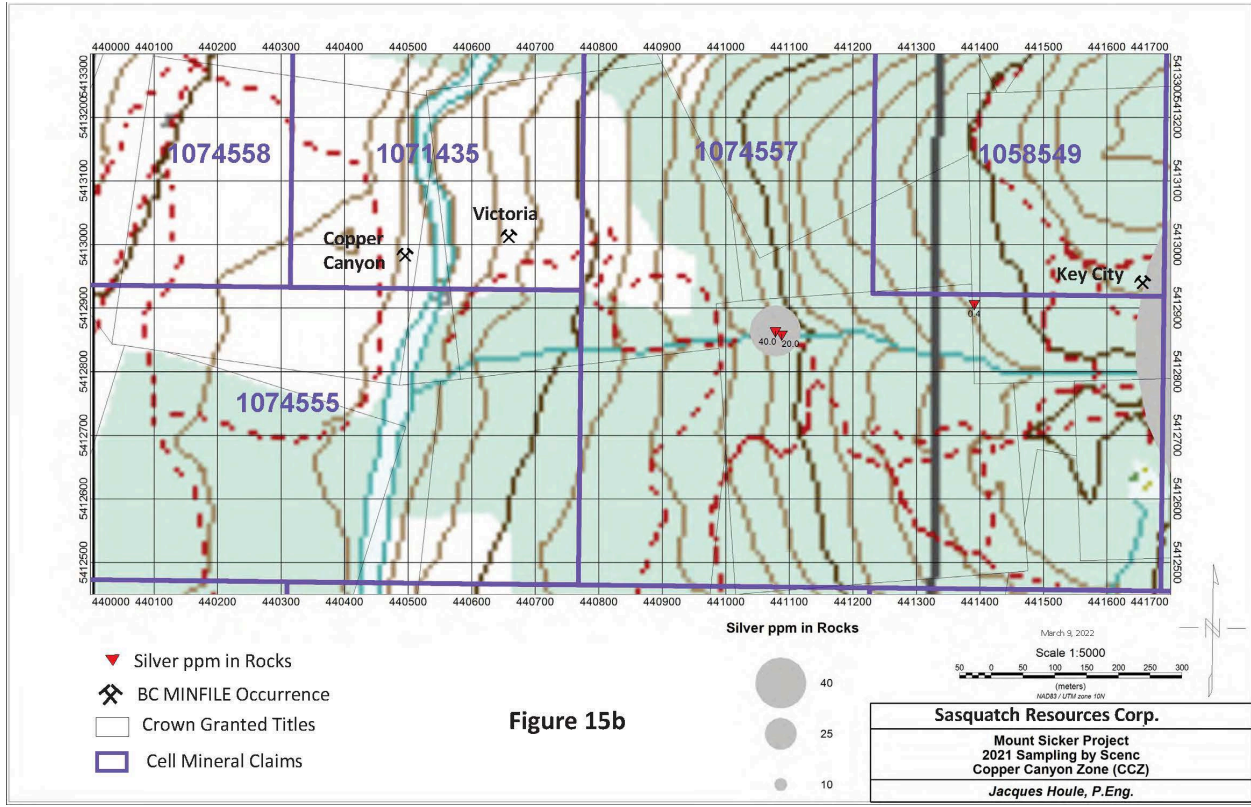 440000 440100 440200 440300 440400 440500 440600 440700 440800 440900 441000 441100 441200 441300 441400 441500 441600 441700
5413300
5413200
5413100
5413000
5412900
5412800
5412700
5412600
5412500
5413300
5413200
5413100
5413000
5412900
5412800
5412700
5412600
5412500
1074558
1071435
1074557
1058549
Victoria
Copper
Canyon
Key City
0.4
40.0 20.0
1074555
440000 440100 440200 440300 440400 440500 440600 440700 440800 440900 441000 441100 441200 441300 441400 441500 441600 441700
Silver ppm in Rocks
BC MINFILE Occurrence
Crown Granted Titles
Cell Mineral Claims
Figure 15b
Silver ppm in Rocks
40
25
10
March 9, 2022
Scale 1:5000
50 0 50 100 150 200 250 300
(meters)
NAD83 / UTM zone 10N
N
Sasquatch Resources Corp.
Mount Sicker Project
2021 Sampling by Scenc
Copper Canyon Zone (CCZ)
Jacques Houle, P.Eng.